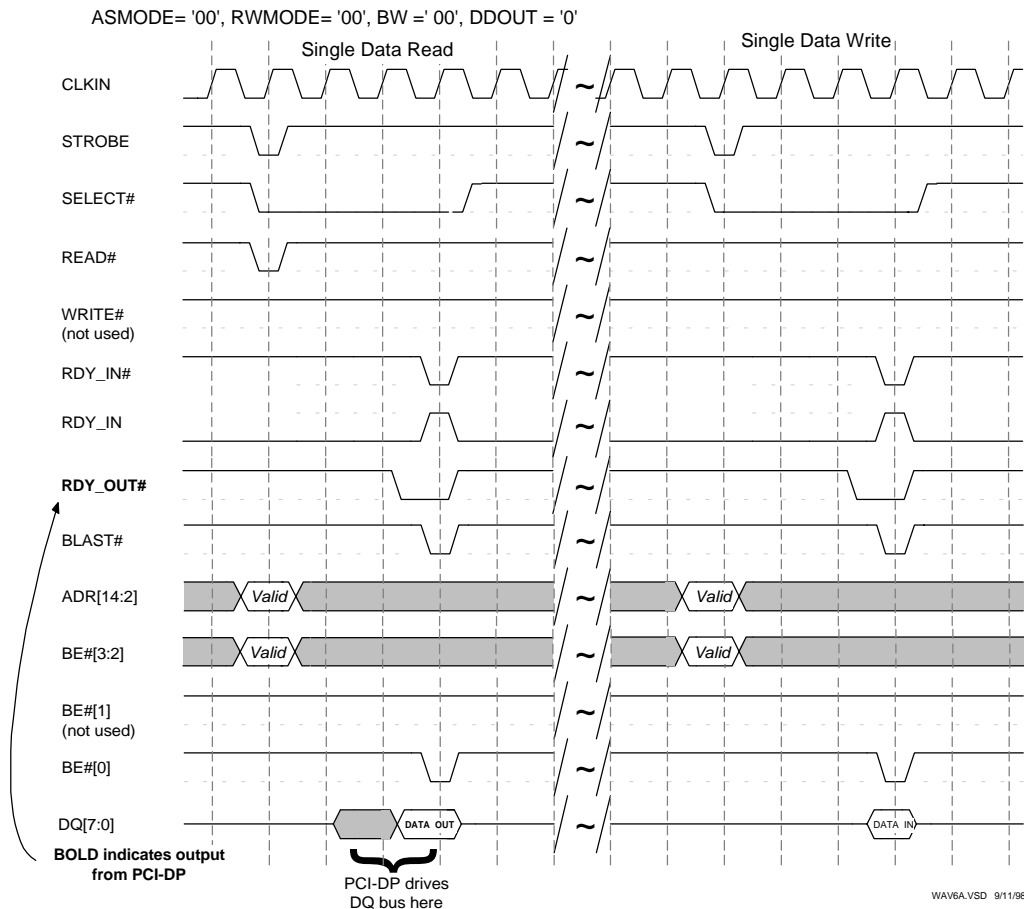 ASMODE= '00', RWMODE= '00', BW =' 00', DDOUT = '0'
Single Data Read
Single Data Write
CLKIN
~
STROBE
~
SELECT#
~
READ#
~
WRITE#
(not used)
~
RDY_IN#
~
RDY_IN
~
RDY_OUT#
~
BLAST#
~
ADR[14:2]
Valid
~
Valid
BE#[3:2]
Valid
~
Valid
BE#[1]
(not used)
~
BE#[0]
~
DQ[7:0]
DATA OUT
~
DATA IN
BOLD indicates output
from PCI-DP
PCI-DP drives
DQ bus here
WAV6A.VSD 9/11/98